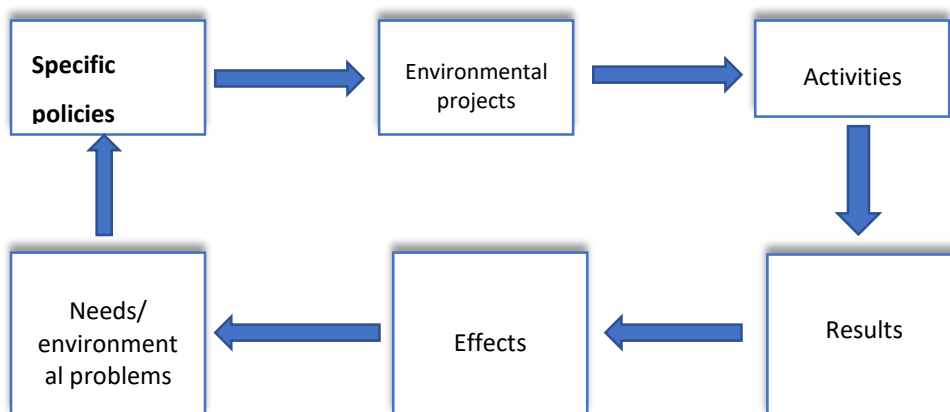 Specific
policies
Environmental
projects
Activities
Needs/
environment
al problems
Effects
Results